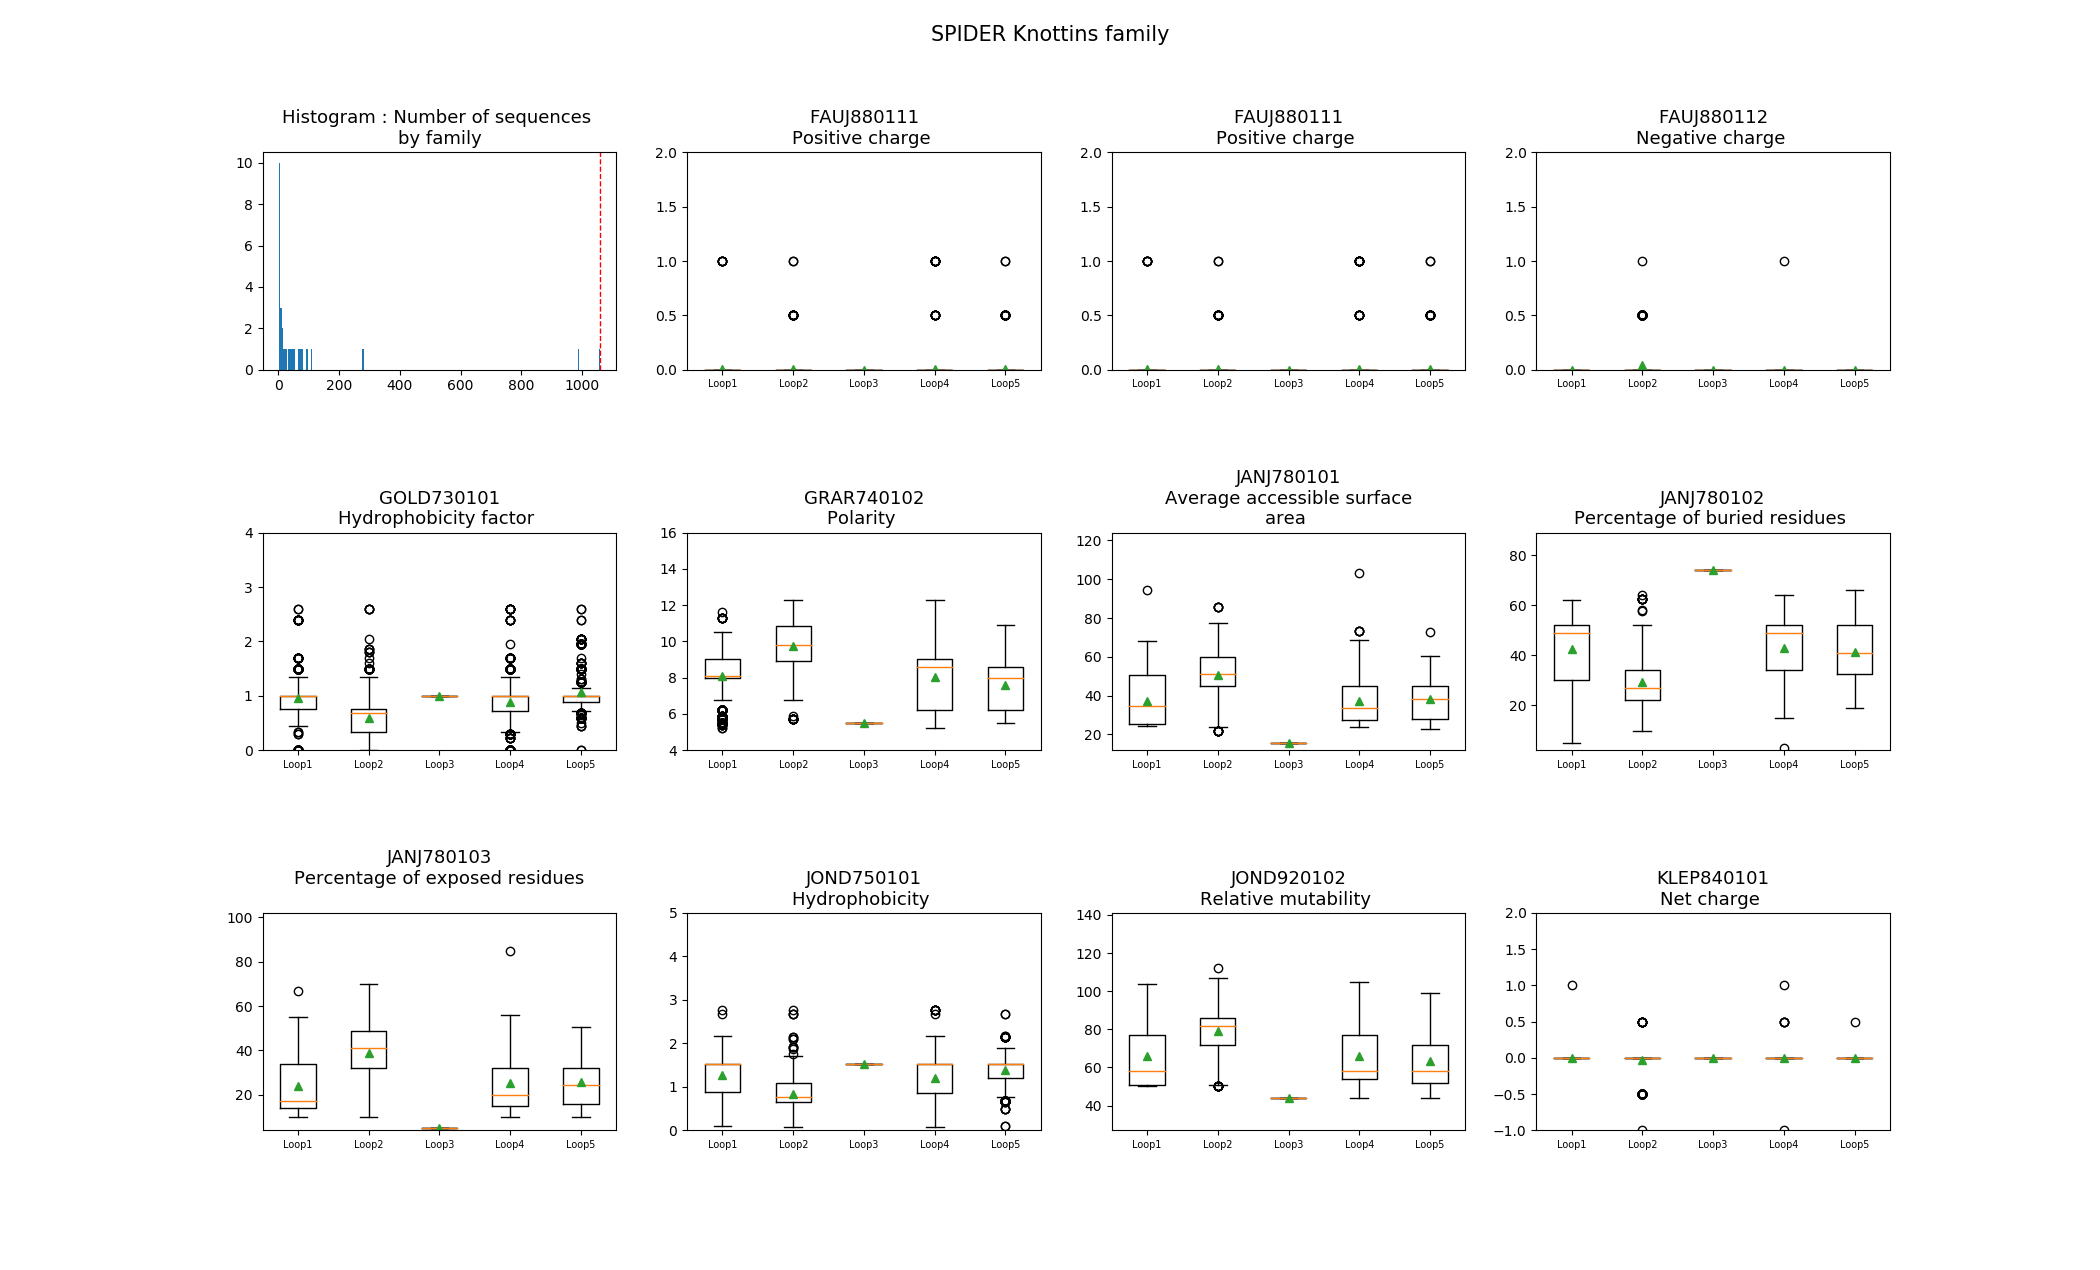 SPIDER Knottins family
Histogram : Number of sequences
by family
10
8
6
4
2
0
0 200 400 600 800 1000
FAUJ880111
Positive charge
2.0
1.5
1.0
0.5
0.0
Loop1 Loop2 Loop3 Loop4 Loop5
FAUJ880111
Positive charge
2.0
1.5
1.0
0.5
0.0
Loop1 Loop2 Loop3 Loop4 Loop5
FAUJ880112
Negative charge
2.0
1.5
1.0
0.5
0.0
Loop1 Loop2 Loop3 Loop4 Loop5
GOLD730101
Hydrophobicity factor
4
3
2
1
0
Loop1 Loop2 Loop3 Loop4 Loop5
GRAR740102
Polarity
16
14
12
10
8
6
4
Loop1 Loop2 Loop3 Loop4 Loop5
JANJ780101
Average accessible surface
area
120
100
80
60
40
20
Loop1 Loop2 Loop3 Loop4 Loop5
JANJ780102
Percentage of buried residues
80
60
40
20
Loop1 Loop2 Loop3 Loop4 Loop5
JANJ780103
Percentage of exposed residues
100
80
60
40
20
Loop1 Loop2 Loop3 Loop4 Loop5
JOND750101
Hydrophobicity
5
4
3
2
1
0
Loop1 Loop2 Loop3 Loop4 Loop5
JOND920102
Relative mutability
140
120
100
80
60
40
Loop1 Loop2 Loop3 Loop4 Loop5
KLEP840101
Net charge
2.0
1.5
1.0
0.5
0.0
−0.5
−1.0
Loop1 Loop2 Loop3 Loop4 Loop5